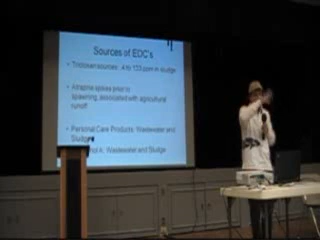 Sources of EDC's
• Triclosan sources: .4 to 133 ppm in sludge
• Atrazine spikes prior to
spawning, associated with agricultural
runoff
• Personal Care Products: Wastewater and
Sludge
A: Wastewater and Sludge